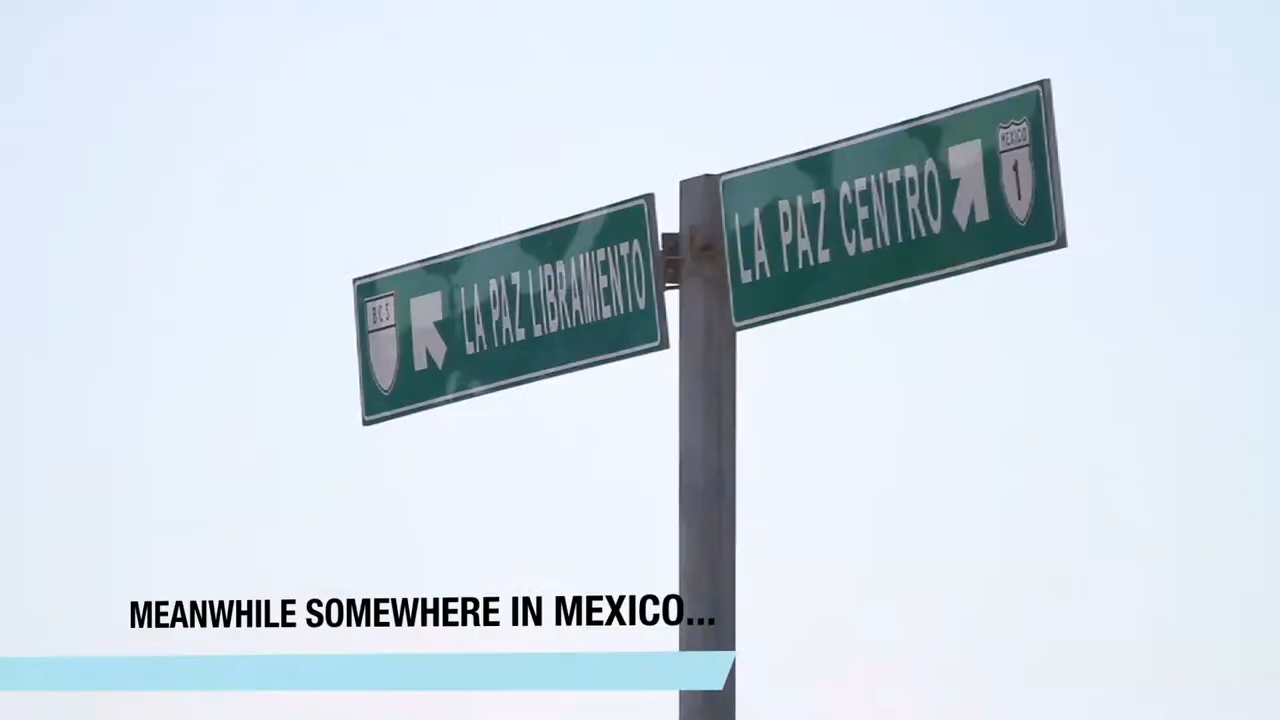 BCS
LA PAZ LIBRAMIENTO
LA PAZ CENTRO
MEXICO
1
MEANWHILE SOMEWHERE IN MEXICO...